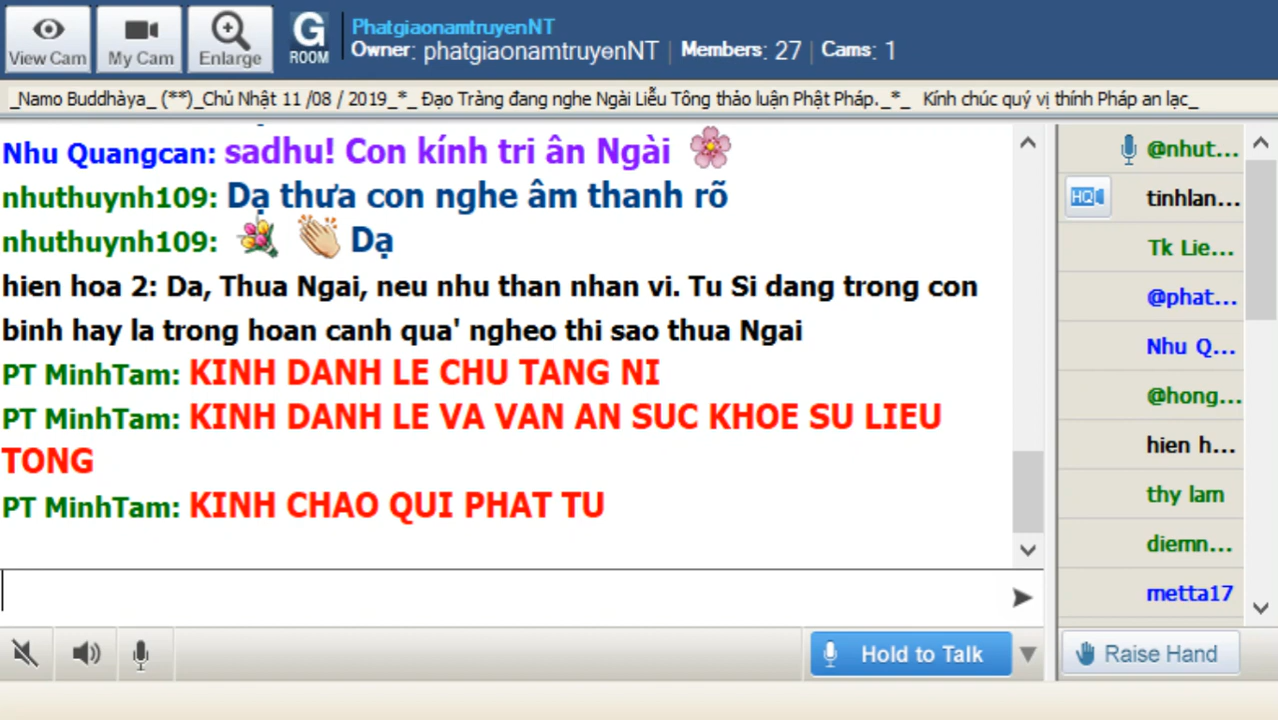 View Cam
My Cam
Enlarge
G
ROOM
PhatgiaonamtruyenNT
Owner: phatgiaonamtruyenNT | Members: 27 | Cams: 1
_Namo Buddhàya_ (**)_Chủ Nhật 11 /08 / 2019_*_ Đạo Tràng đang nghe Ngài Liễu Tông thảo luận Phật Pháp._*_ Kính chúc quý vị thính Pháp an lạc_
Nhu Quangcan: sadhu! Con kính tri ân Ngài
nhuthuynh109: Dạ thưa con nghe âm thanh rõ
nhuthuynh109: Dạ
hien hoa 2: Da, Thua Ngai, neu nhu than nhan vi. Tu Si dang trong con
binh hay la trong hoan canh qua' ngheo thi sao thua Ngai
PT MinhTam: KINH DANH LE CHU TANG NI
PT MinhTam: KINH DANH LE VA VAN AN SUC KHOE SU LIEU
TONG
PT MinhTam: KINH CHAO QUI PHAT TU
@nhut...
HQ
tinhlan...
Tk Lie...
@phat...
Nhu Q...
@hong...
hien h...
thy lam
diemn...
metta17
Hold to Talk
Raise Hand